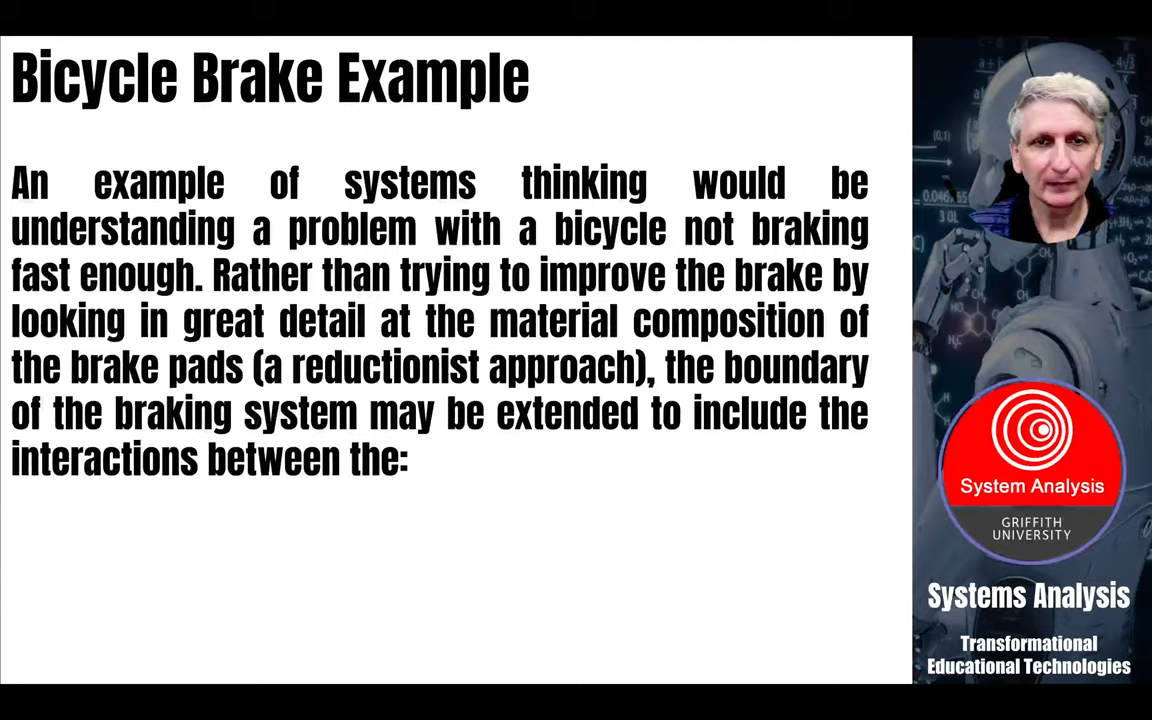 Bicycle Brake Example
An example of systems thinking would be
understanding a problem with a bicycle not braking
fast enough. Rather than trying to improve the brake by
looking in great detail at the material composition of
the brake pads (a reductionist approach), the boundary
of the braking system may be extended to include the
interactions between the:
System Analysis
GRIFFITH
UNIVERSITY
Systems Analysis
Transformational
Educational Technologies